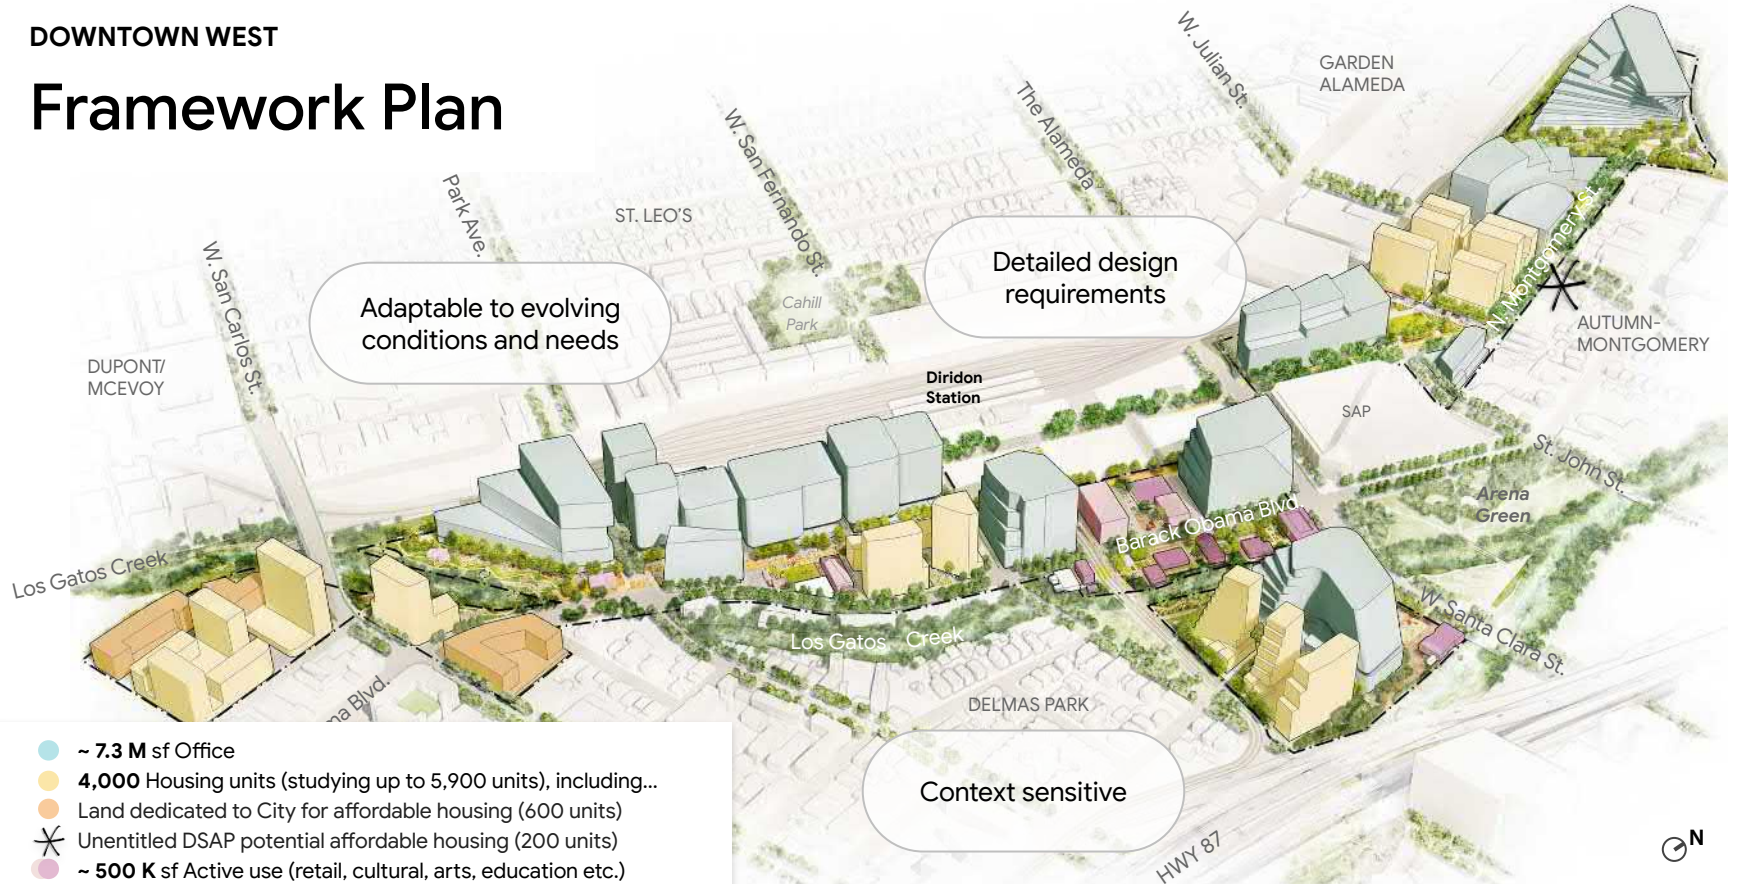 DOWNTOWN WEST
Framework Plan
W. Julian St.
GARDEN
ALAMEDA
The Alameda
W. San Fernando St.
Park Ave.
ST. LEO'S
W. San Carlos St.
Detailed design
requirements
Adaptable to evolving
conditions and needs
Cahill
Park
N. Montgomery St.
AUTUMN-
MONTGOMERY
DUPONT/
MCEVOY
Diridon
Station
SAP
St. John St.
Arena
Green
Barack Obama Blvd.
Los Gatos Creek
W. Santa Clara St.
Los Gatos Creek
DELMAS PARK
ma Blvd.
Context sensitive
HWY 87
N
~ 7.3 M sf Office
4,000 Housing units (studying up to 5,900 units), including...
Land dedicated to City for affordable housing (600 units)
Unentitled DSAP potential affordable housing (200 units)
~ 500 K sf Active use (retail, cultural, arts, education etc.)